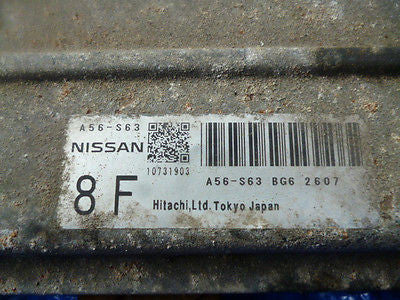 A56-S63
NISSAN
10731903
A56-S63 BG6 2607
8F
Hitachi,Ltd.Tokyo Japan